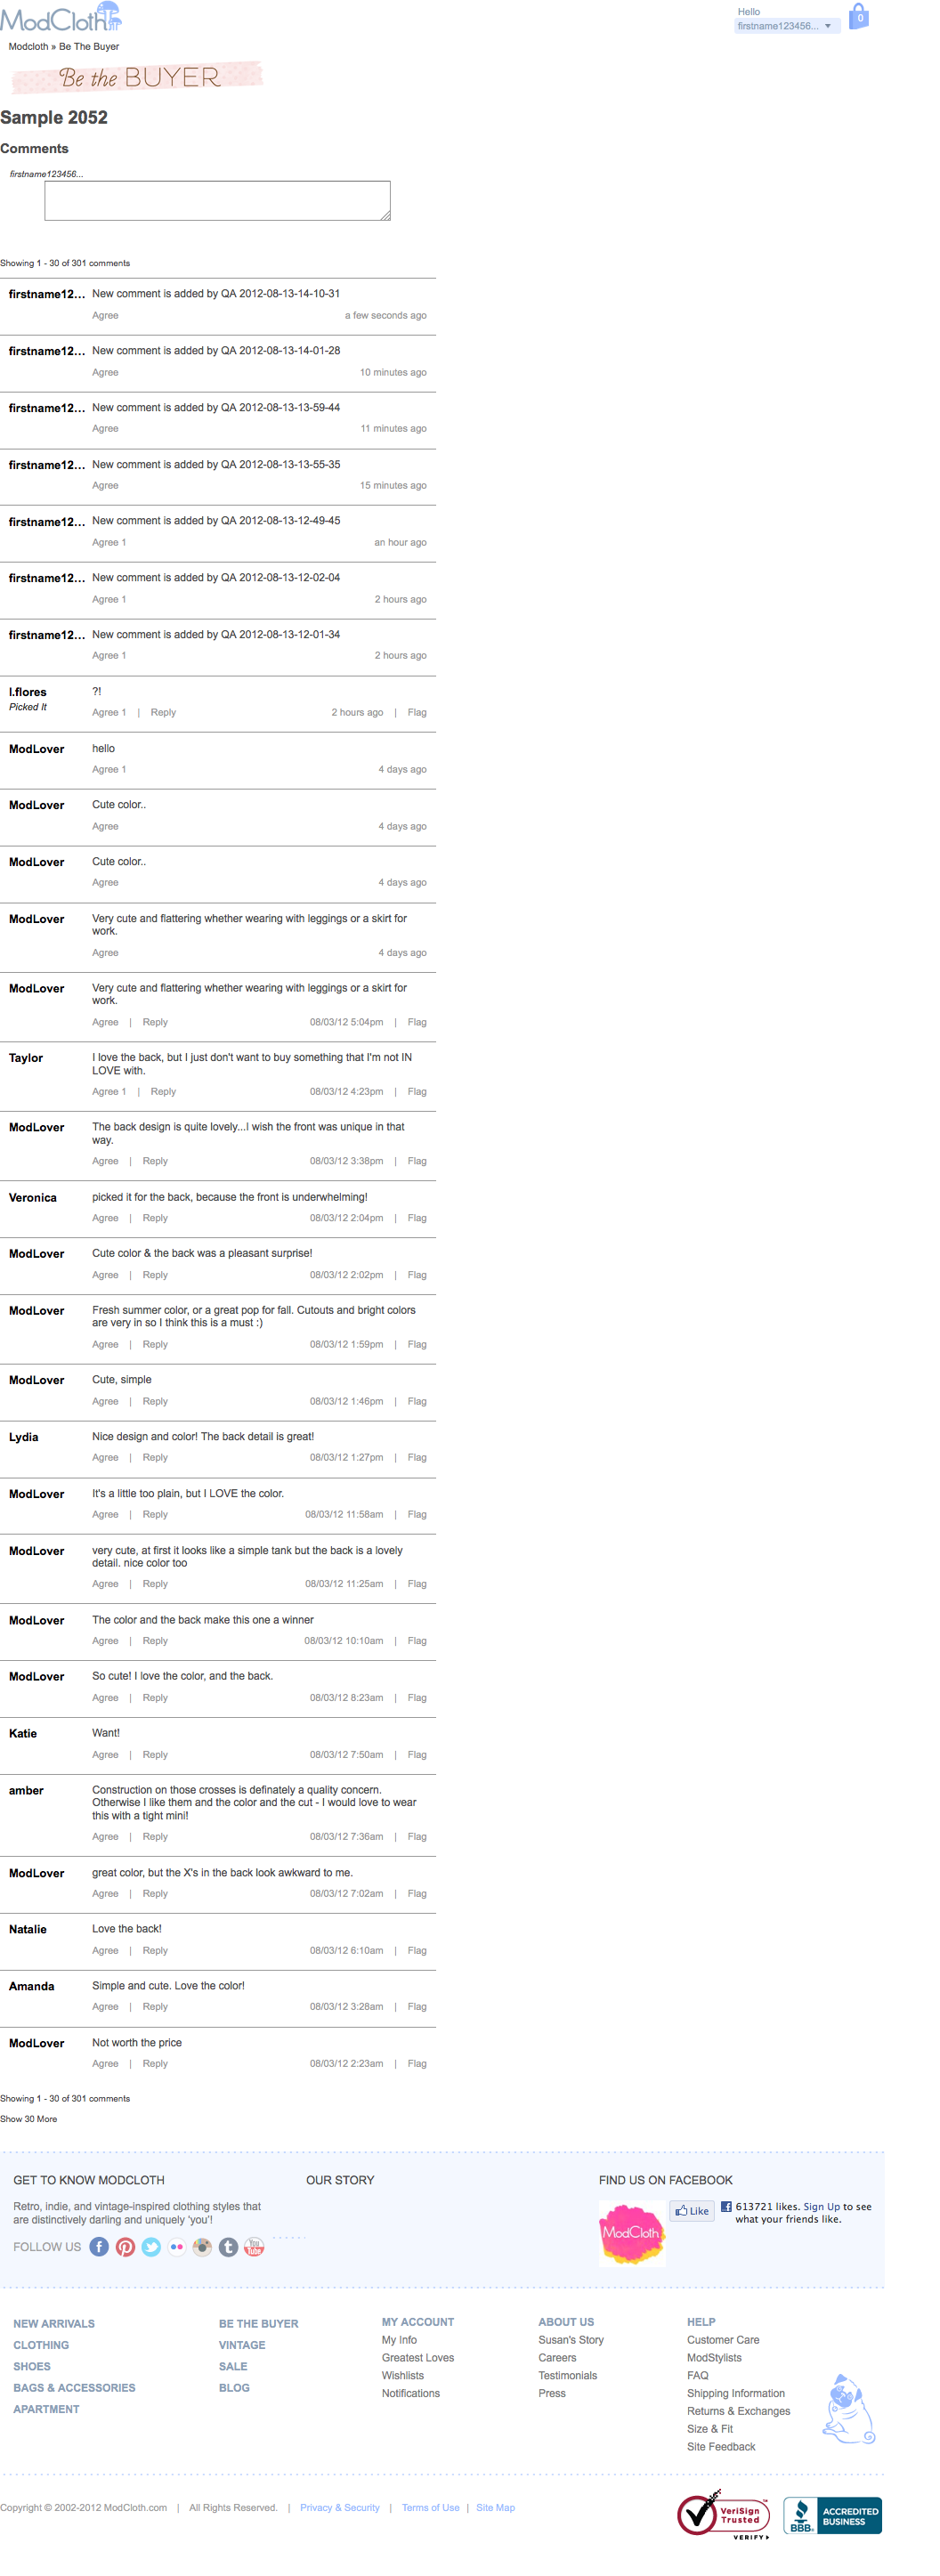 ModCloth
Hello
firstname123456...
0
Modcloth » Be The Buyer
Be the BUYER
Sample 2052
Comments
firstname123456...
Showing 1 - 30 of 301 comments
firstname12... New comment is added by QA 2012-08-13-14-10-31
Agree a few seconds ago
firstname12... New comment is added by QA 2012-08-13-14-01-28
Agree 10 minutes ago
firstname12... New comment is added by QA 2012-08-13-13-59-44
Agree 11 minutes ago
firstname12... New comment is added by QA 2012-08-13-13-55-35
Agree 15 minutes ago
firstname12... New comment is added by QA 2012-08-13-12-49-45
Agree 1 an hour ago
firstname12... New comment is added by QA 2012-08-13-12-02-04
Agree 1 2 hours ago
firstname12... New comment is added by QA 2012-08-13-12-01-34
Agree 1 2 hours ago
l.flores ?!
Picked It
Agree 1 | Reply 2 hours ago | Flag
ModLover hello
Agree 1 4 days ago
ModLover Cute color..
Agree 4 days ago
ModLover Cute color..
Agree 4 days ago
ModLover Very cute and flattering whether wearing with leggings or a skirt for
work.
Agree 4 days ago
ModLover Very cute and flattering whether wearing with leggings or a skirt for
work.
Agree | Reply 08/03/12 5:04pm | Flag
Taylor I love the back, but I just don't want to buy something that I'm not IN
LOVE with.
Agree 1 | Reply 08/03/12 4:23pm | Flag
ModLover The back design is quite lovely...I wish the front was unique in that
way.
Agree | Reply 08/03/12 3:38pm | Flag
Veronica picked it for the back, because the front is underwhelming!
Agree | Reply 08/03/12 2:04pm | Flag
ModLover Cute color & the back was a pleasant surprise!
Agree | Reply 08/03/12 2:02pm | Flag
ModLover Fresh summer color, or a great pop for fall. Cutouts and bright colors
are very in so I think this is a must :)
Agree | Reply 08/03/12 1:59pm | Flag
ModLover Cute, simple
Agree | Reply 08/03/12 1:46pm | Flag
Lydia Nice design and color! The back detail is great!
Agree | Reply 08/03/12 1:27pm | Flag
ModLover It's a little too plain, but I LOVE the color.
Agree | Reply 08/03/12 11:58am | Flag
ModLover very cute, at first it looks like a simple tank but the back is a lovely
detail. nice color too
Agree | Reply 08/03/12 11:25am | Flag
ModLover The color and the back make this one a winner
Agree | Reply 08/03/12 10:10am | Flag
ModLover So cute! I love the color, and the back.
Agree | Reply 08/03/12 8:23am | Flag
Katie Want!
Agree | Reply 08/03/12 7:50am | Flag
amber Construction on those crosses is definately a quality concern.
Otherwise I like them and the color and the cut - I would love to wear
this with a tight mini!
Agree | Reply 08/03/12 7:36am | Flag
ModLover great color, but the X's in the back look awkward to me.
Agree | Reply 08/03/12 7:02am | Flag
Natalie Love the back!
Agree | Reply 08/03/12 6:10am | Flag
Amanda Simple and cute. Love the color!
Agree | Reply 08/03/12 3:28am | Flag
ModLover Not worth the price
Agree | Reply 08/03/12 2:23am | Flag
Showing 1 - 30 of 301 comments
Show 30 More
GET TO KNOW MODCLOTH
Retro, indie, and vintage-inspired clothing styles that
are distinctively darling and uniquely 'you'!
FOLLOW US
You Tube
OUR STORY
FIND US ON FACEBOOK
ModCloth
Like
613721 likes. Sign Up to see
what your friends like.
NEW ARRIVALS
CLOTHING
SHOES
BAGS & ACCESSORIES
APARTMENT
BE THE BUYER
VINTAGE
SALE
BLOG
MY ACCOUNT
My Info
Greatest Loves
Wishlists
Notifications
ABOUT US
Susan's Story
Careers
Testimonials
Press
HELP
Customer Care
ModStylists
FAQ
Shipping Information
Returns & Exchanges
Size & Fit
Site Feedback
Copyright © 2002-2012 ModCloth.com | All Rights Reserved. | Privacy & Security | Terms of Use | Site Map
VeriSign
Trusted
VERIFY
BBB.
ACCREDITED
BUSINESS